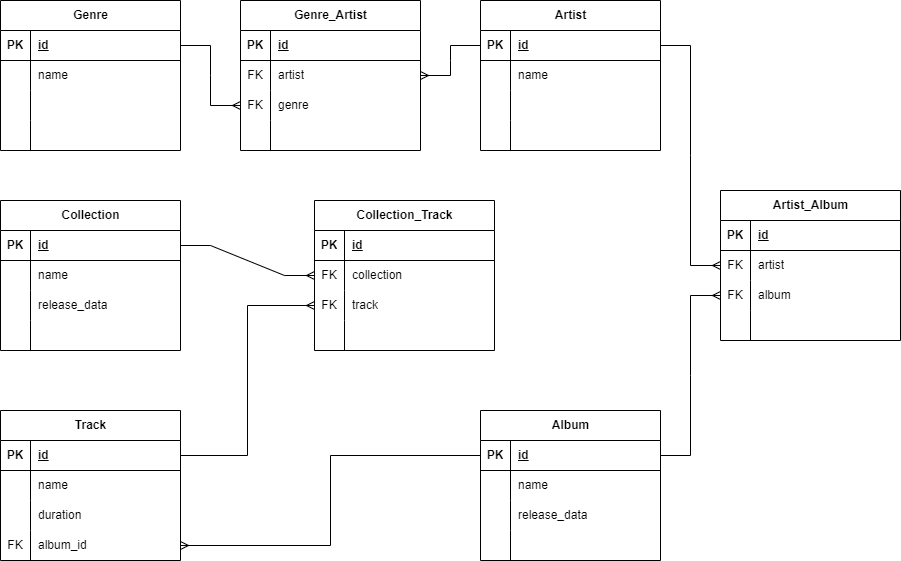 Genre
PK id
name
Genre_Artist
PK id
FK artist
FK genre
Artist
PK id
name
Collection
PK id
name
release_data
Collection_Track
PK id
FK collection
FK track
Artist_Album
PK id
FK artist
FK album
Track
PK id
name
duration
FK album_id
Album
PK id
name
release_data